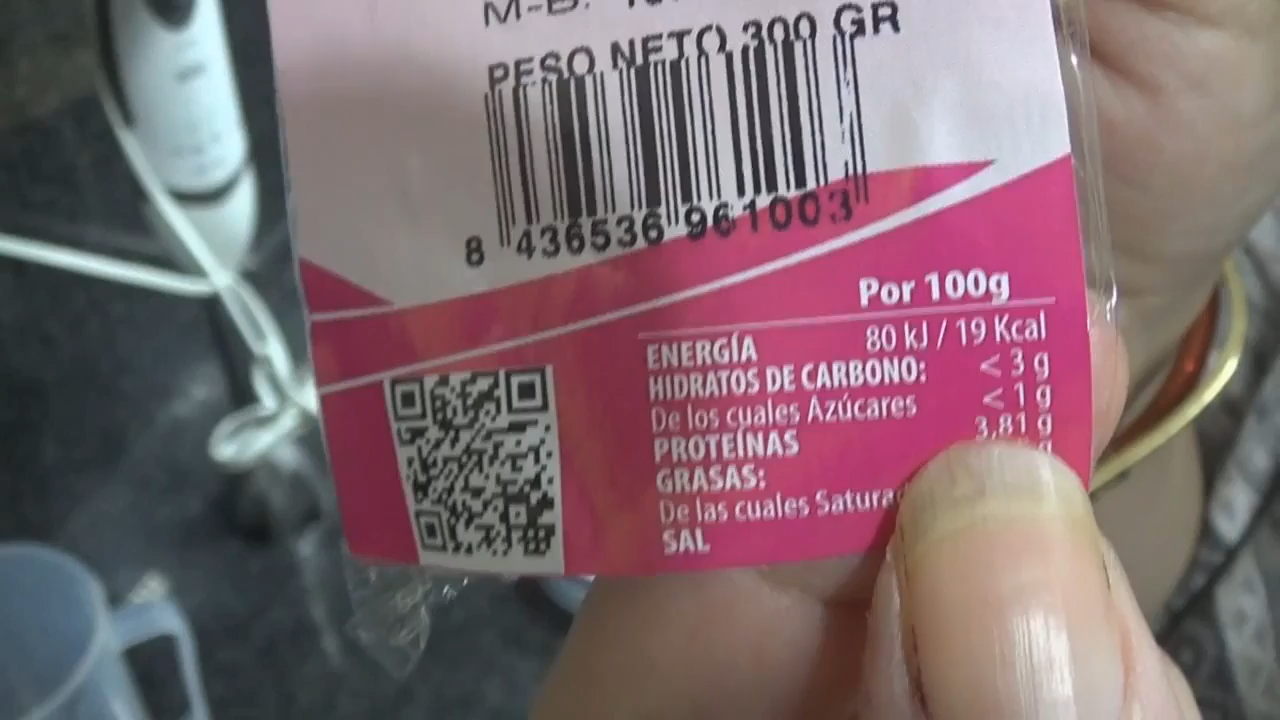 PESO NETO 300 GR
8 436536 961003
Por 100g
ENERGÍA 80 kJ / 19 Kcal
HIDRATOS DE CARBONO: < 3 g
De los cuales Azúcares < 1 g
PROTEÍNAS 3,81 g
GRASAS: g
De las cuales
SAL